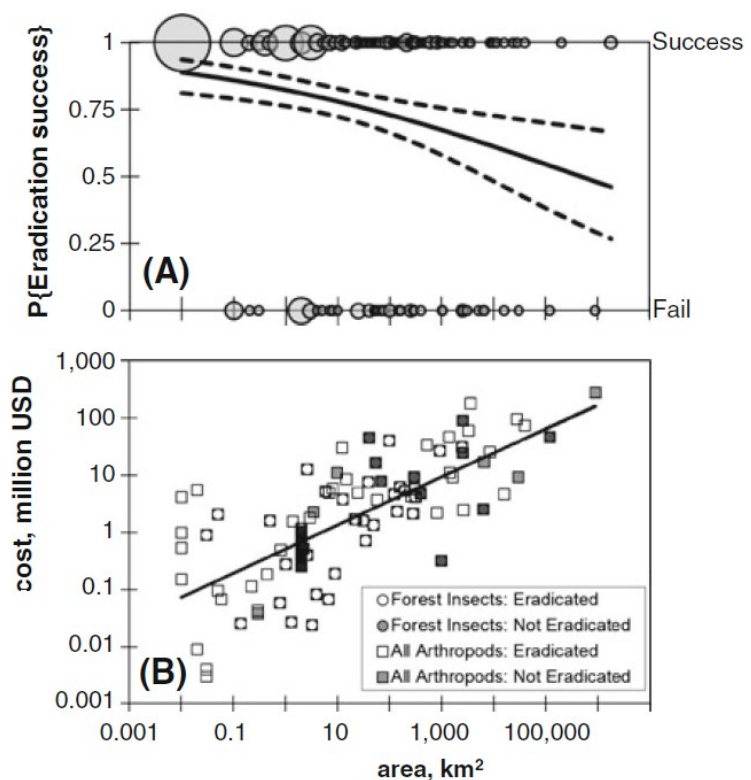 1
Success
0.75
0.5
0.25
0
Fail
P{Eradication success}
(A)
1,000
100
10
1
0.1
0.01
0.001
cost, million USD
(B)
Forest Insects: Eradicated
Forest Insects: Not Eradicated
All Arthropods: Eradicated
All Arthropods: Not Eradicated
0.001 0.1 10 1,000 100,000
area, km²